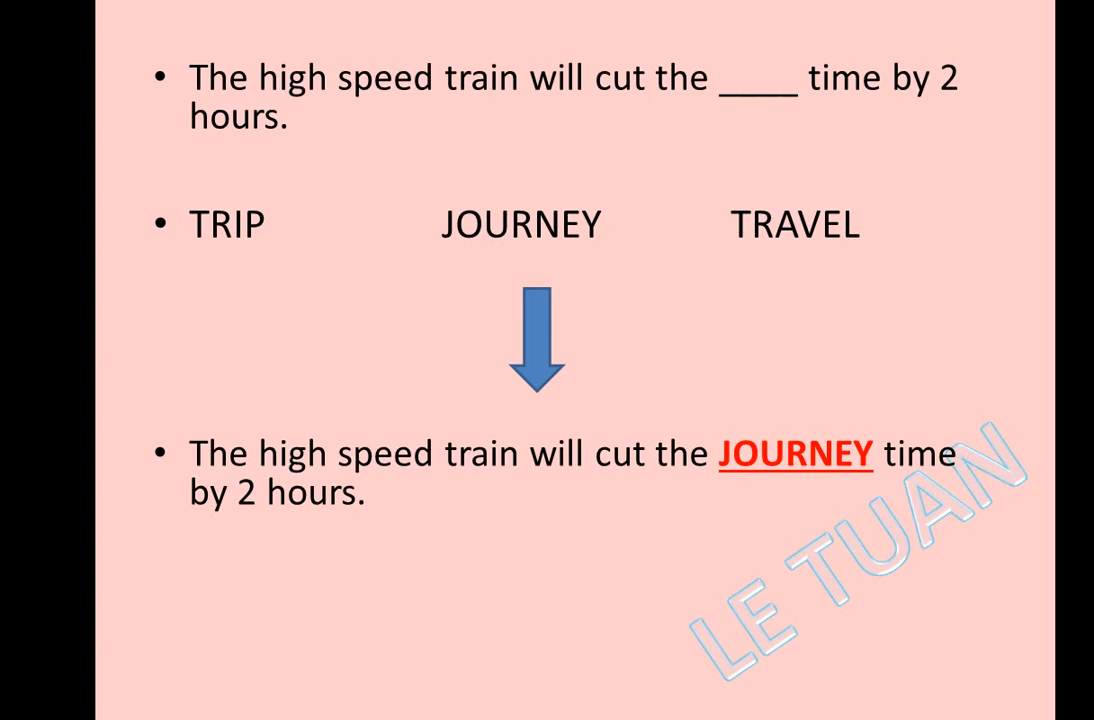 • The high speed train will cut the ____ time by 2
hours.
• TRIP JOURNEY TRAVEL
• The high speed train will cut the JOURNEY time
by 2 hours.
LE TUAN